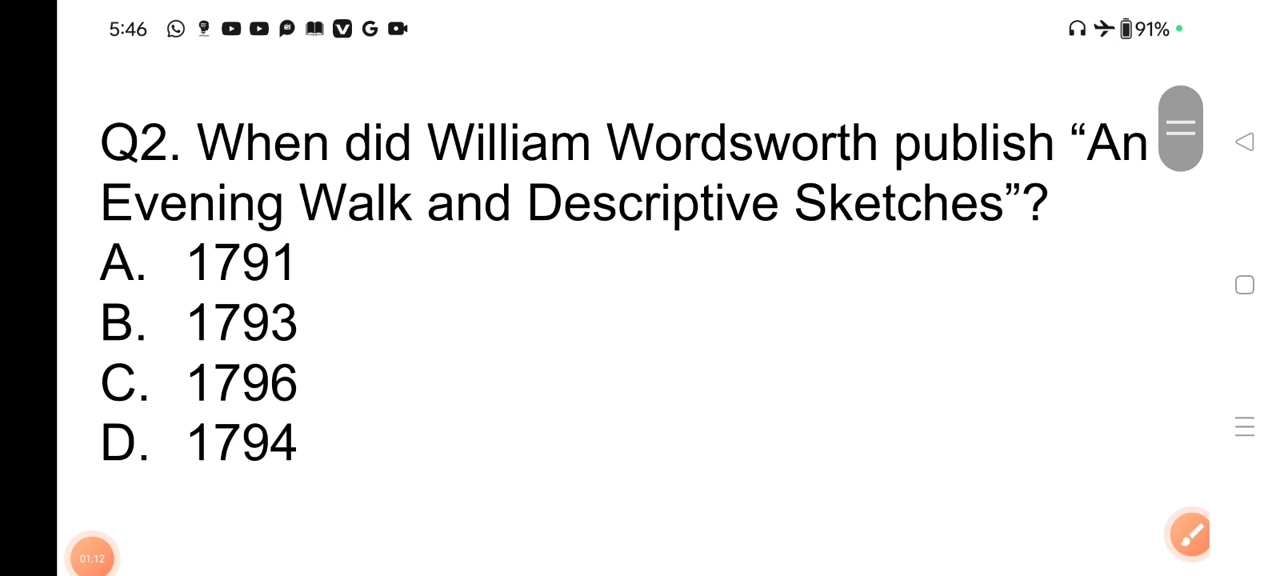 5:46 91%
Q2. When did William Wordsworth publish “An
Evening Walk and Descriptive Sketches”?
A. 1791
B. 1793
C. 1796
D. 1794
01:12